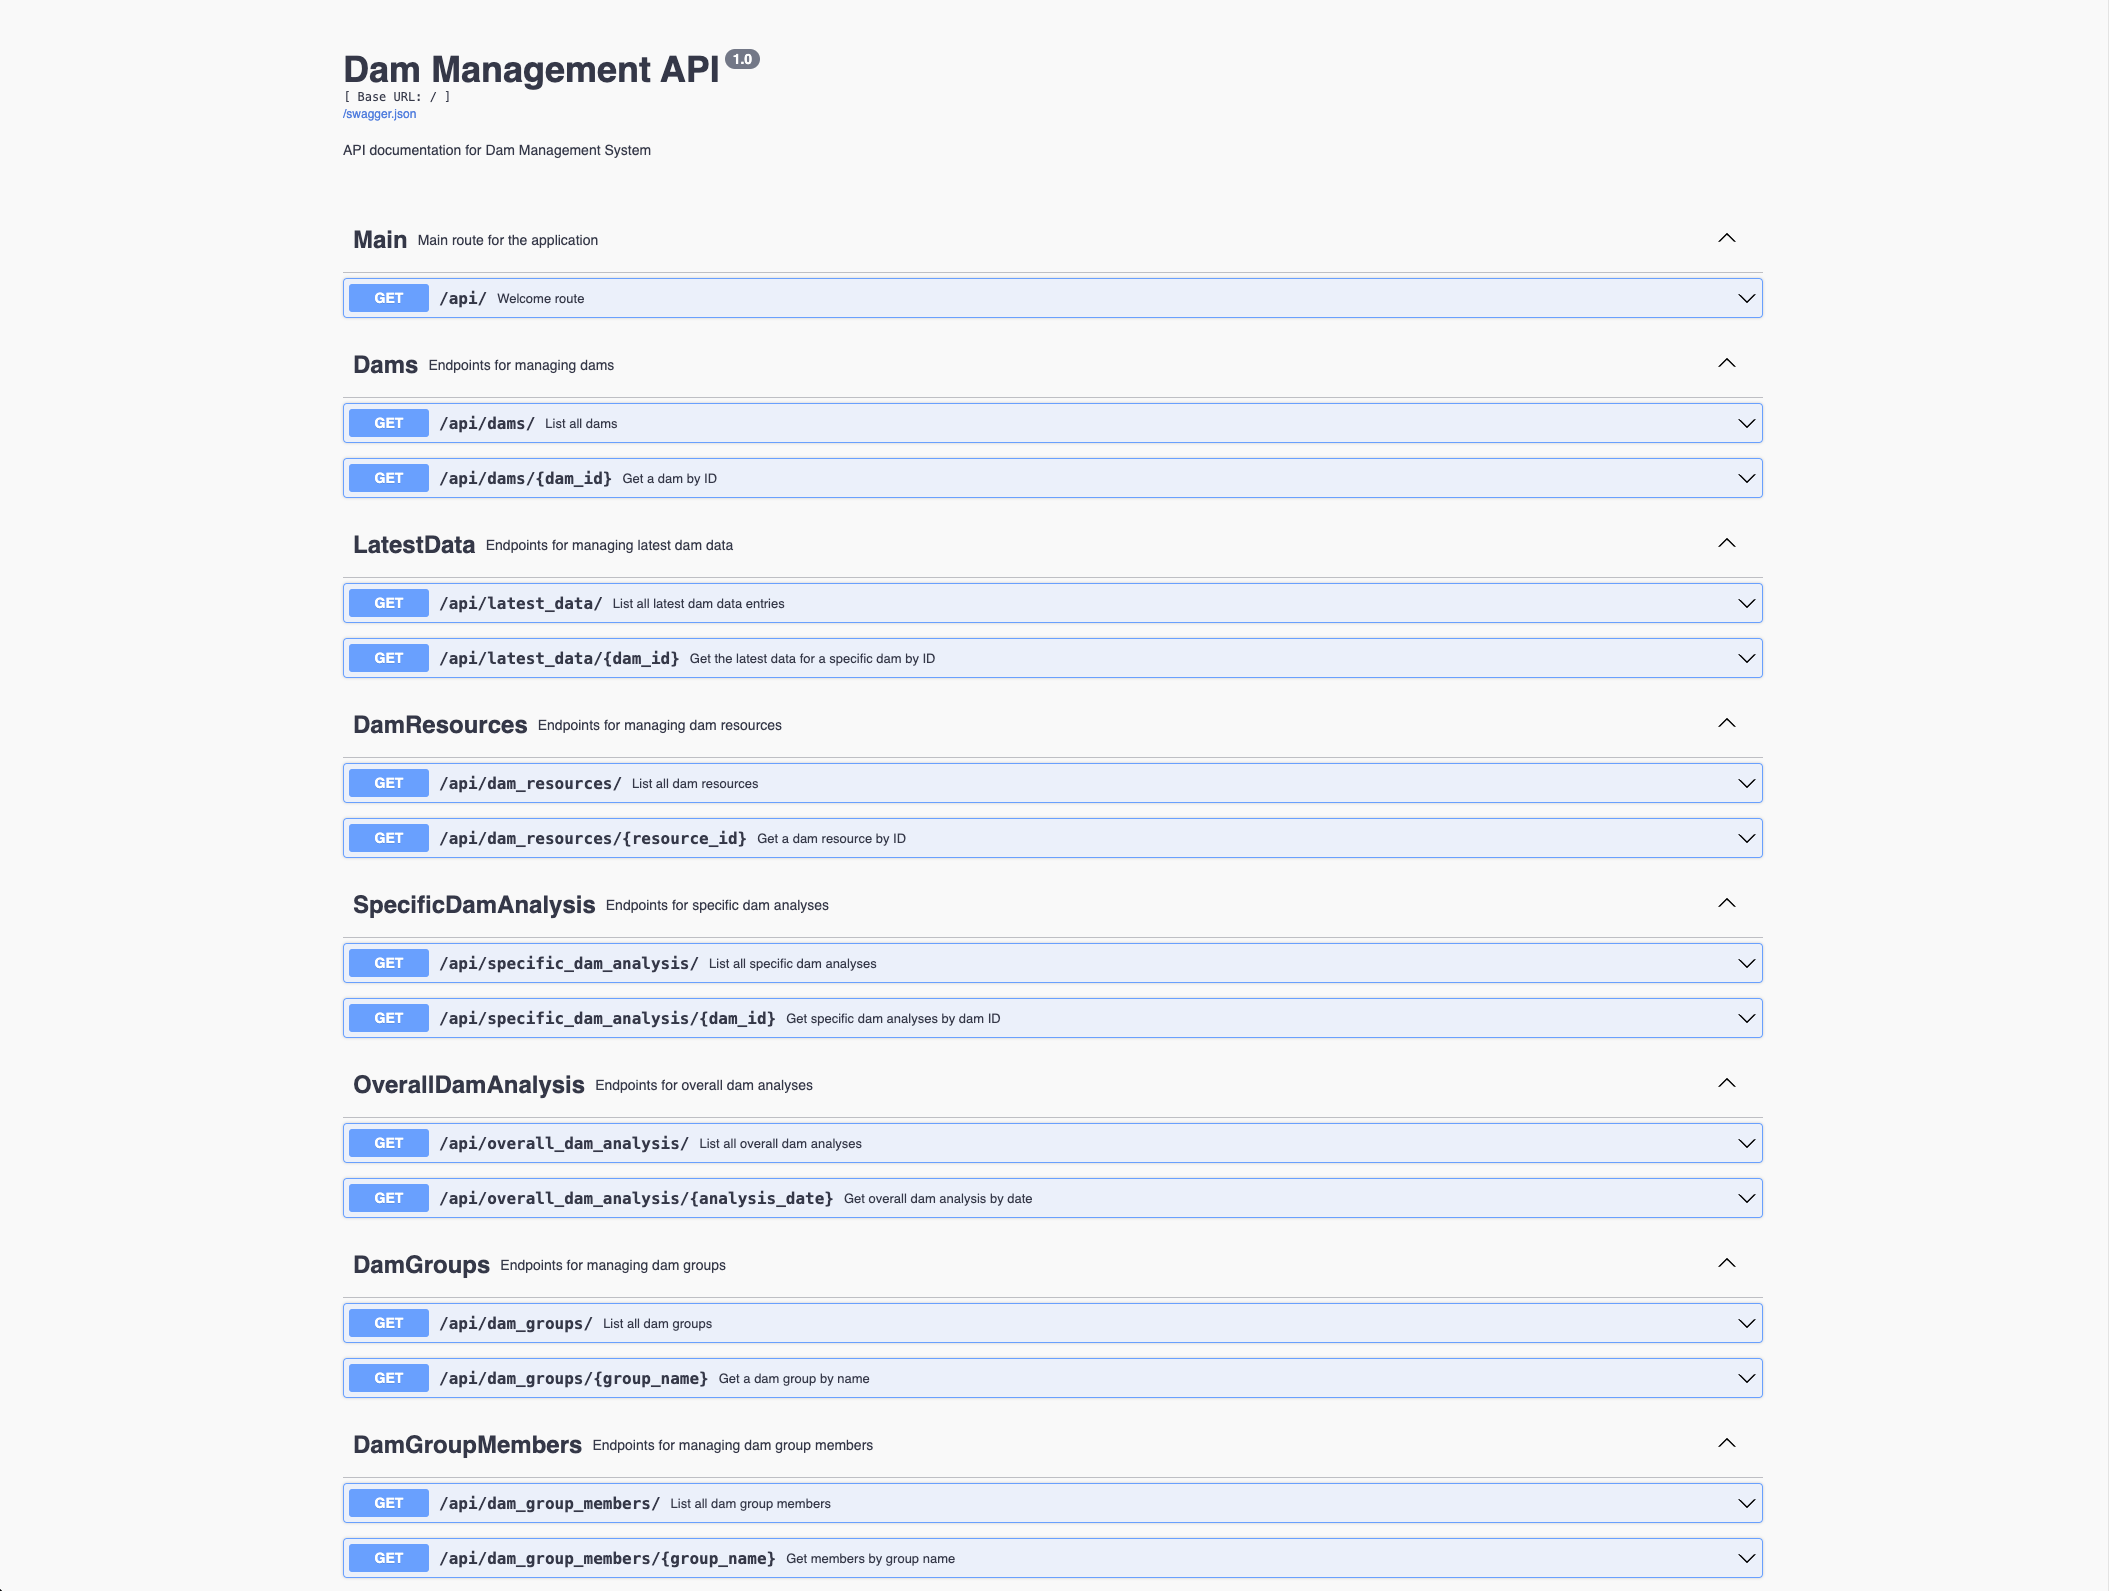 Dam Management API 1.0
[ Base URL: / ]
/swagger.json
API documentation for Dam Management System
Main Main route for the application
GET /api/ Welcome route
Dams Endpoints for managing dams
GET /api/dams/ List all dams
GET /api/dams/{dam_id} Get a dam by ID
LatestData Endpoints for managing latest dam data
GET /api/latest_data/ List all latest dam data entries
GET /api/latest_data/{dam_id} Get the latest data for a specific dam by ID
DamResources Endpoints for managing dam resources
GET /api/dam_resources/ List all dam resources
GET /api/dam_resources/{resource_id} Get a dam resource by ID
SpecificDamAnalysis Endpoints for specific dam analyses
GET /api/specific_dam_analysis/ List all specific dam analyses
GET /api/specific_dam_analysis/{dam_id} Get specific dam analyses by dam ID
OverallDamAnalysis Endpoints for overall dam analyses
GET /api/overall_dam_analysis/ List all overall dam analyses
GET /api/overall_dam_analysis/{analysis_date} Get overall dam analysis by date
DamGroups Endpoints for managing dam groups
GET /api/dam_groups/ List all dam groups
GET /api/dam_groups/{group_name} Get a dam group by name
DamGroupMembers Endpoints for managing dam group members
GET /api/dam_group_members/ List all dam group members
GET /api/dam_group_members/{group_name} Get members by group name